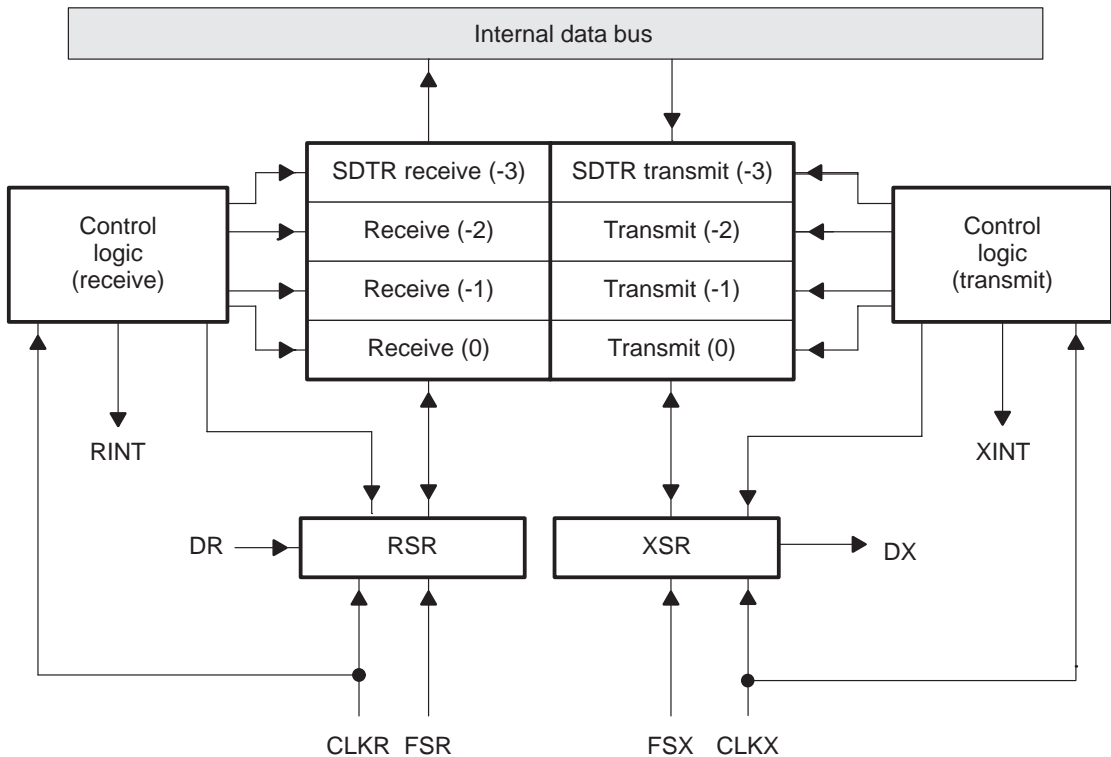 Internal data bus
SDTR receive (-3)
SDTR transmit (-3)
Control
logic
(receive)
Receive (-2)
Transmit (-2)
Control
logic
(transmit)
Receive (-1)
Transmit (-1)
Receive (0)
Transmit (0)
RINT
XINT
DR
RSR
XSR
DX
CLKR
FSR
FSX
CLKX